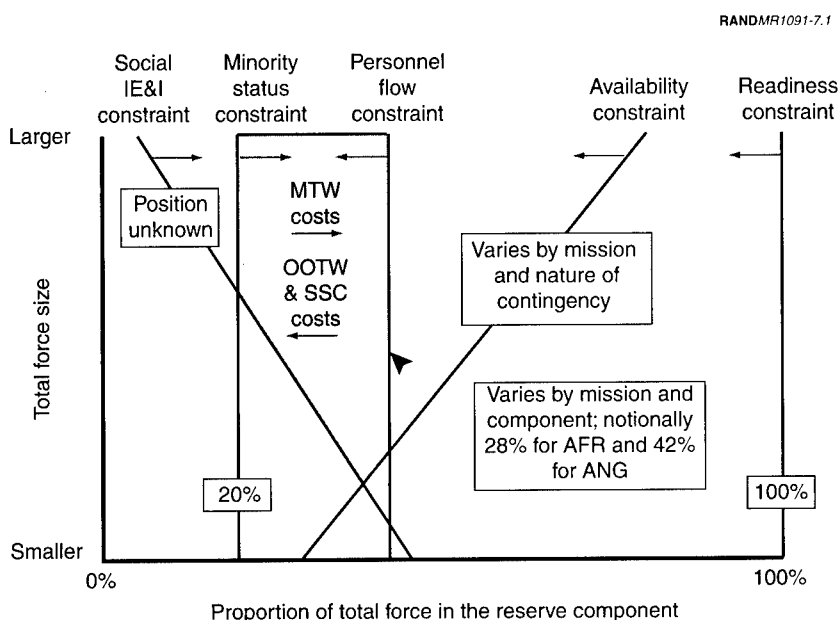 RANDMR1091-7.1
Social
IE&I
constraint
Minority
status
constraint
Personnel
flow
constraint
Availability
constraint
Readiness
constraint
Larger
Position
unknown
MTW
costs
OOTW
& SSC
costs
Varies by mission
and nature of
contingency
Total force size
Varies by mission and
component; notionally
28% for AFR and 42%
for ANG
20%
100%
Smaller
0%
100%
Proportion of total force in the reserve component